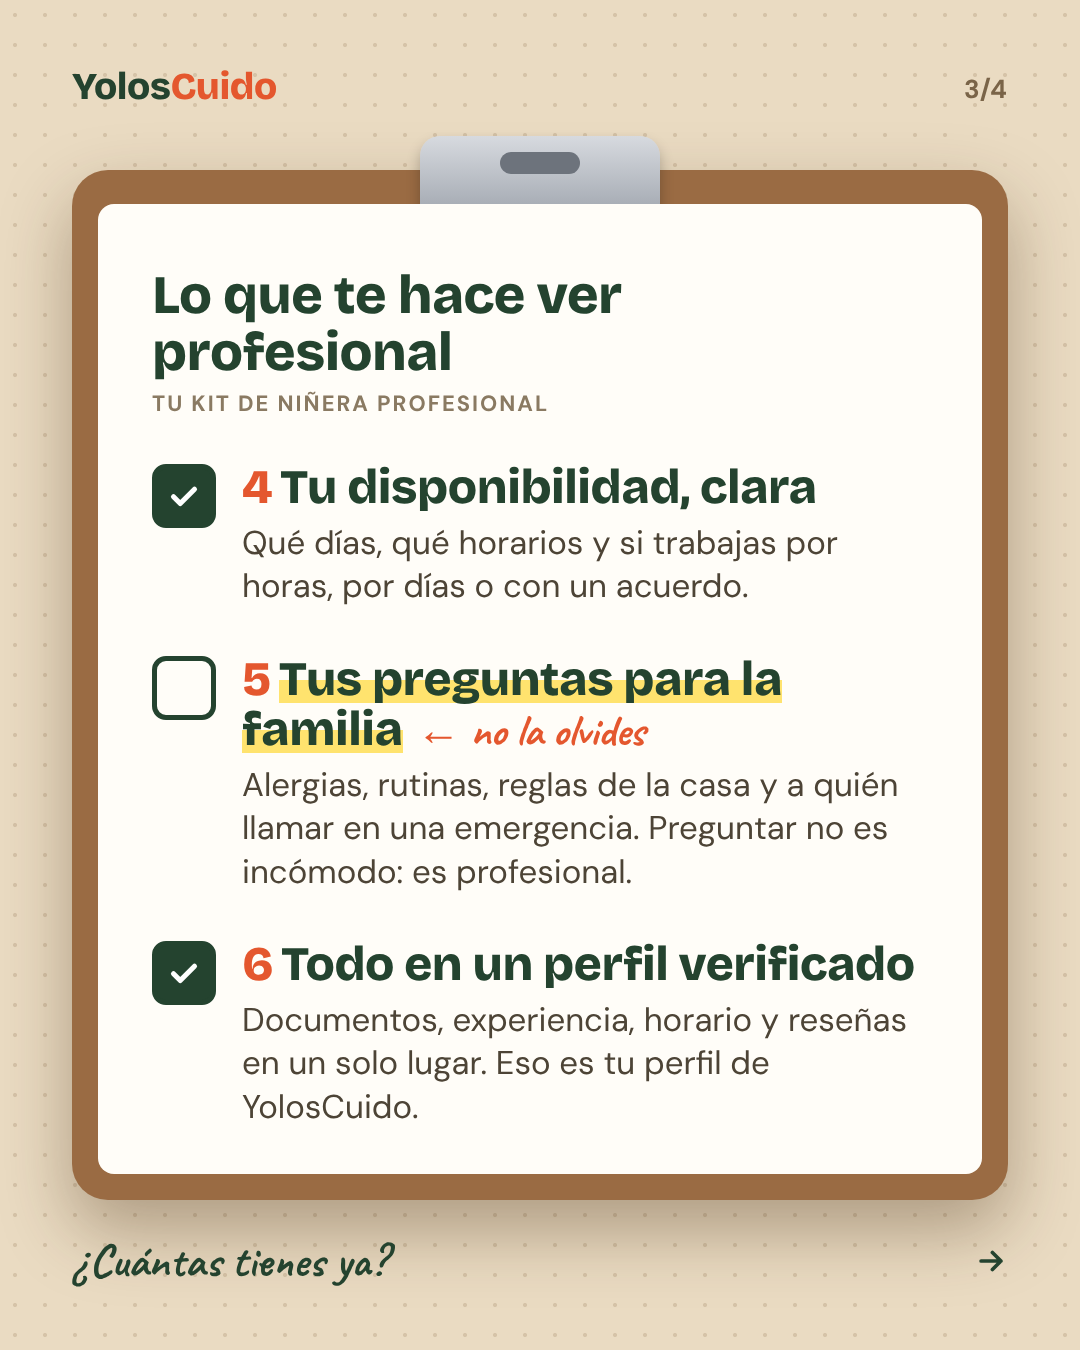 YolosCuido
3/4
Lo que te hace ver
profesional
TU KIT DE NIÑERA PROFESIONAL
4 Tu disponibilidad, clara
Qué días, qué horarios y si trabajas por
horas, por días o con un acuerdo.
5 Tus preguntas para la
familia ← no la olvides
Alergias, rutinas, reglas de la casa y a quién
llamar en una emergencia. Preguntar no es
incómodo: es profesional.
6 Todo en un perfil verificado
Documentos, experiencia, horario y reseñas
en un solo lugar. Eso es tu perfil de
YolosCuido.
¿Cuántas tienes ya?
→